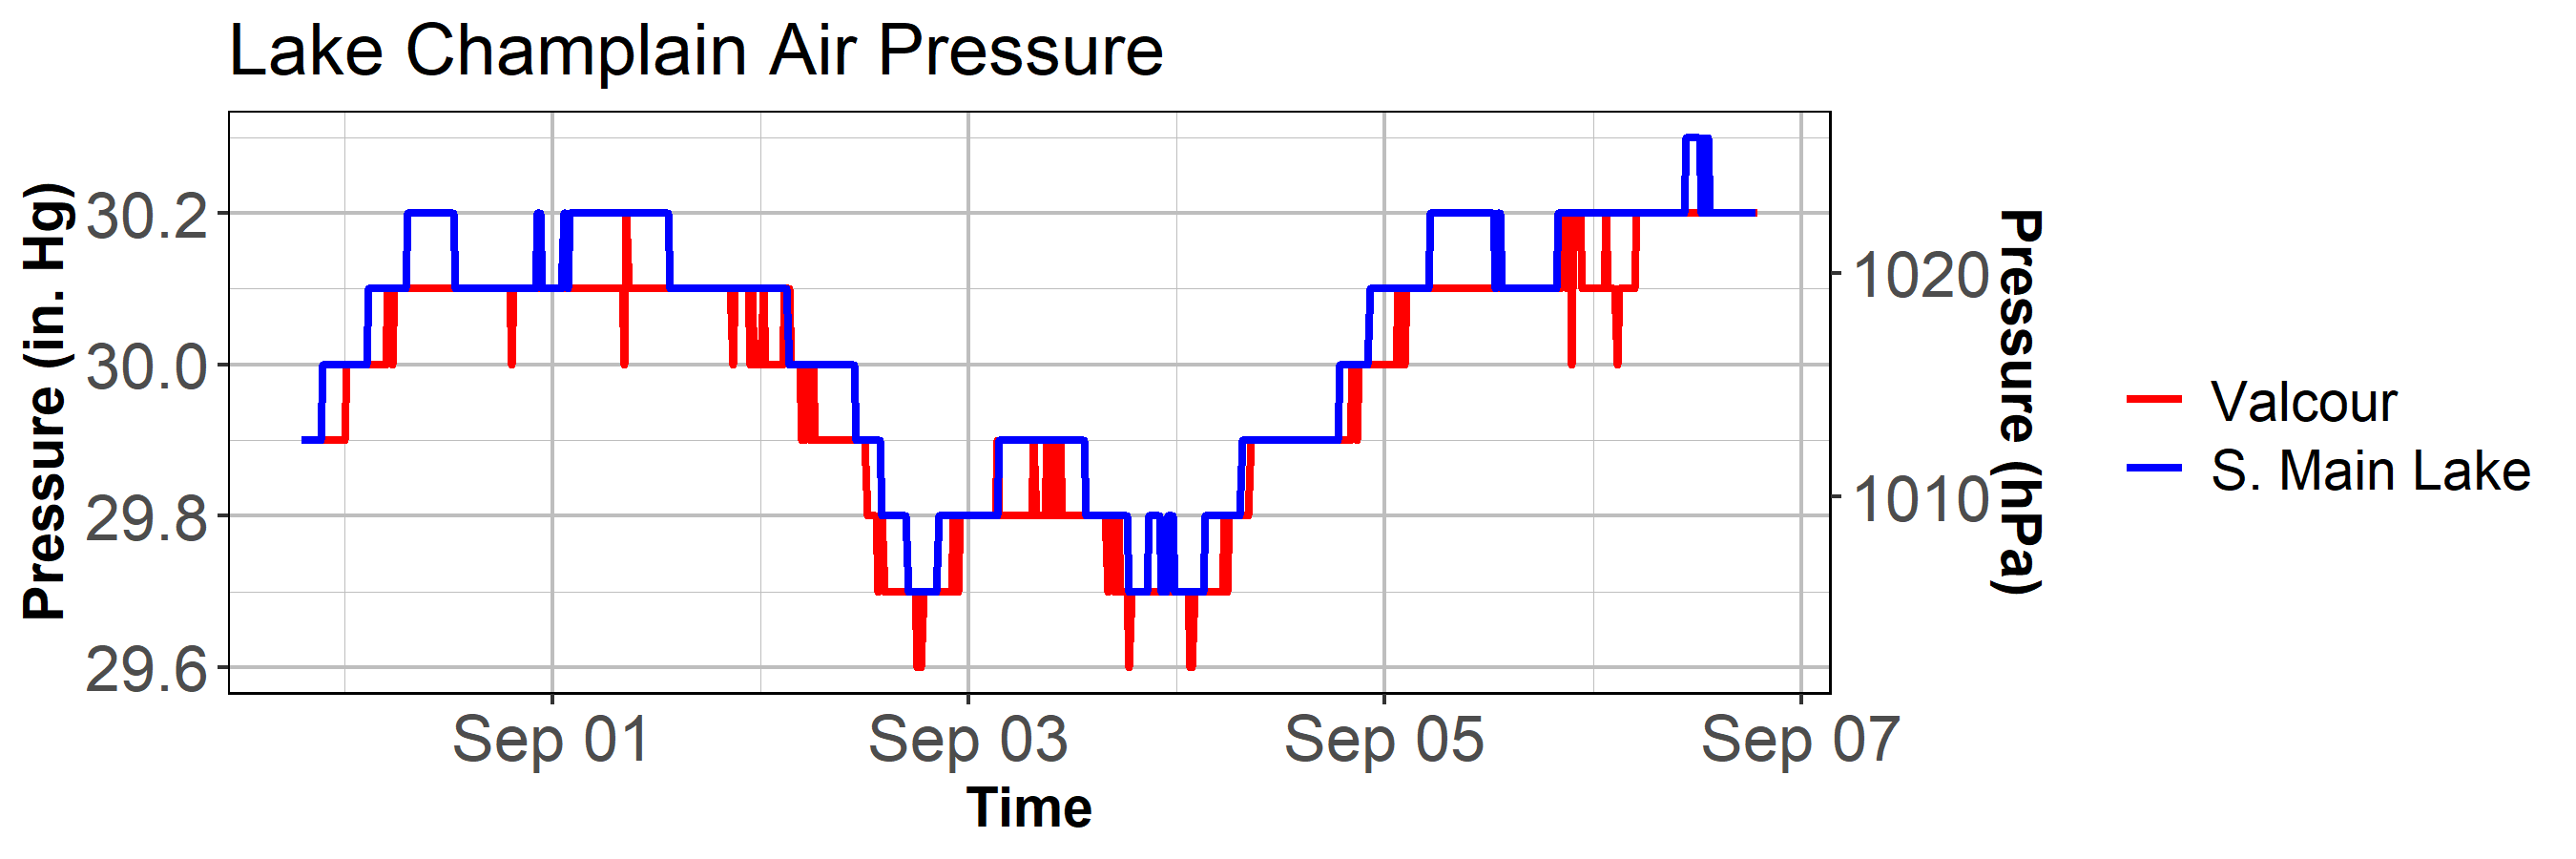 Lake Champlain Air Pressure
Pressure (in. Hg)
30.2
30.0
29.8
29.6
Sep 01
Sep 03
Sep 05
Sep 07
Time
1020
1010
Pressure (hPa)
Valcour
S. Main Lake